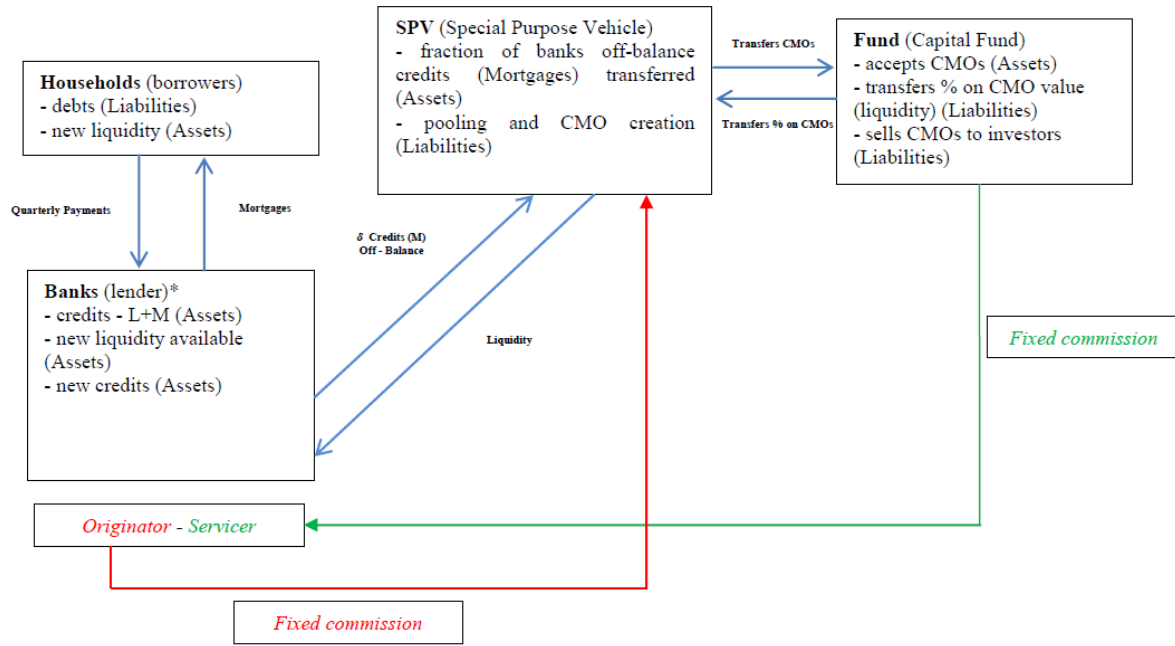 Households (borrowers)
- debts (Liabilities)
- new liquidity (Assets)
SPV (Special Purpose Vehicle)
- fraction of banks off-balance
credits (Mortgages) transferred
(Assets)
- pooling and CMO creation
(Liabilities)
Transfers CMOs
Transfers % on CMOs
Fund (Capital Fund)
- accepts CMOs (Assets)
- transfers % on CMO value
(liquidity) (Liabilities)
- sells CMOs to investors
(Liabilities)
Quarterly Payments
Mortgages
δ Credits (M)
Off - Balance
Liquidity
Banks (lender)*
- credits - L+M (Assets)
- new liquidity available
(Assets)
- new credits (Assets)
Fixed commission
Originator - Servicer
Fixed commission